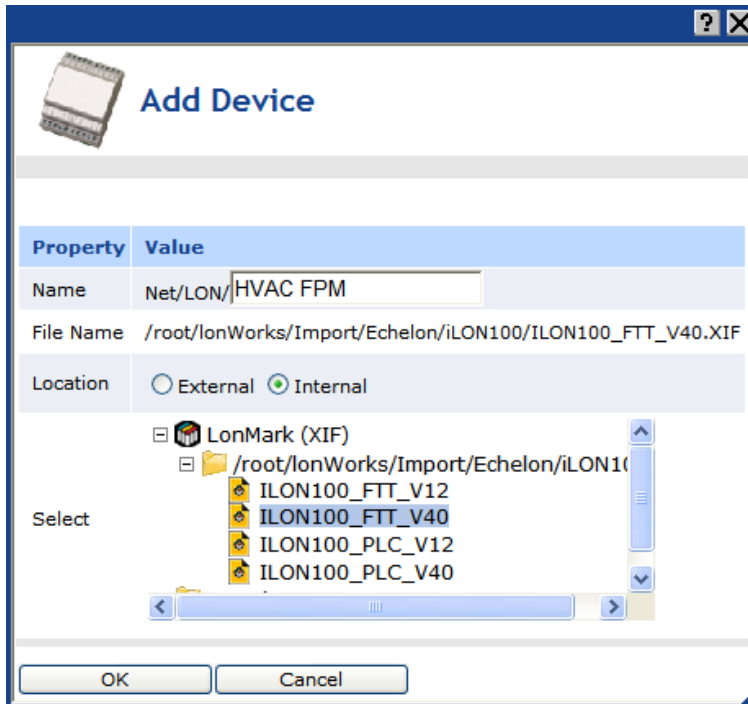 ?
Add Device
Property Value
Name Net/LON/HVAC FPM
File Name /root/lonWorks/Import/Echelon/iLON100/ILON100_FTT_V40.XIF
Location External Internal
LonMark (XIF)
/root/lonWorks/Import/Echelon/iLON10
ILON100_FTT_V12
Select
ILON100_FTT_V40
ILON100_PLC_V12
ILON100_PLC_V40
OK Cancel